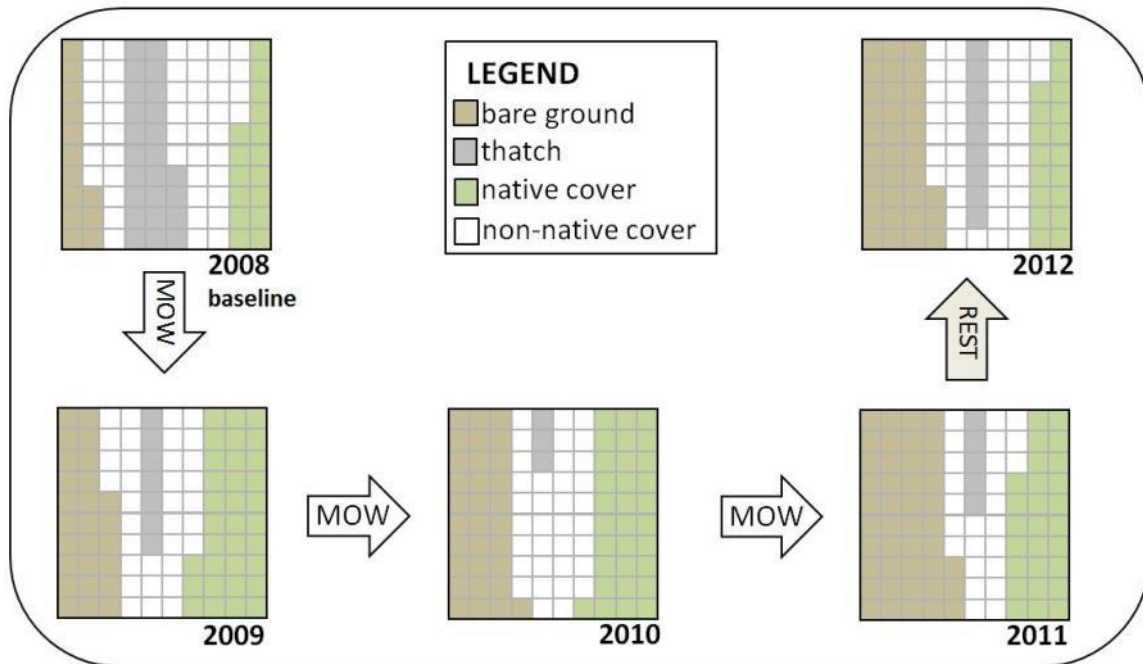 LEGEND
bare ground
thatch
native cover
non-native cover
2008
baseline
2012
MOW
REST
MOW
MOW
2009
2010
2011